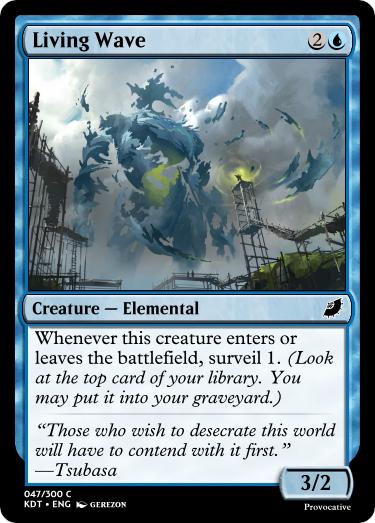 Living Wave 2
Creature — Elemental
Whenever this creature enters or
leaves the battlefield, surveil 1. (Look
at the top card of your library. You
may put it into your graveyard.)
“Those who wish to desecrate this world
will have to contend with it first.”
—Tsubasa
3/2
047/300 C
KDT • ENG GEREZON
Provocative